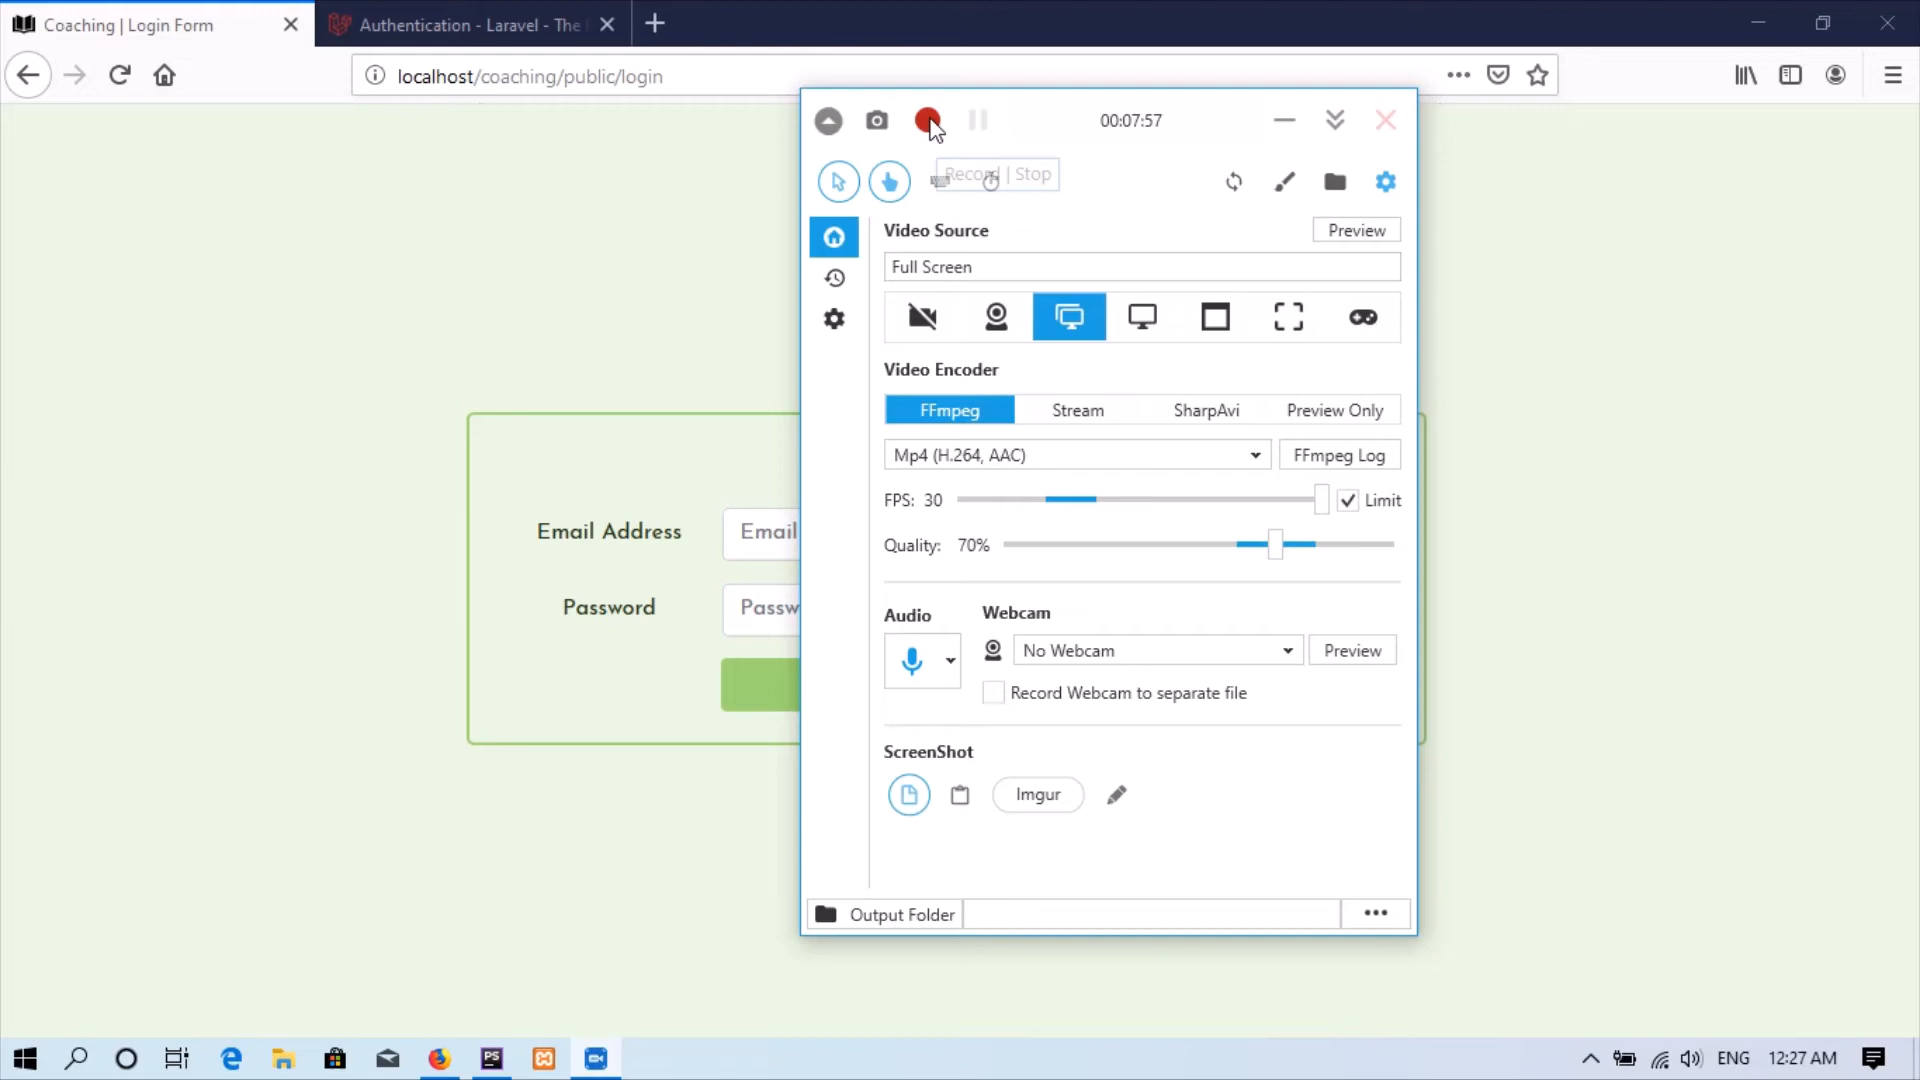 Coaching | Login Form
Authentication - Laravel - The
localhost/coaching/public/login
00:07:57
Record | Stop
Video Source
Preview
Full Screen
Video Encoder
FFmpeg
Stream
SharpAvi
Preview Only
Mp4 (H.264, AAC)
FFmpeg Log
FPS: 30
Limit
Quality: 70%
Email Address
Email
Password
Passw
Audio
Webcam
No Webcam
Preview
Record Webcam to separate file
ScreenShot
Imgur
Output Folder
PS
ENG
12:27 AM